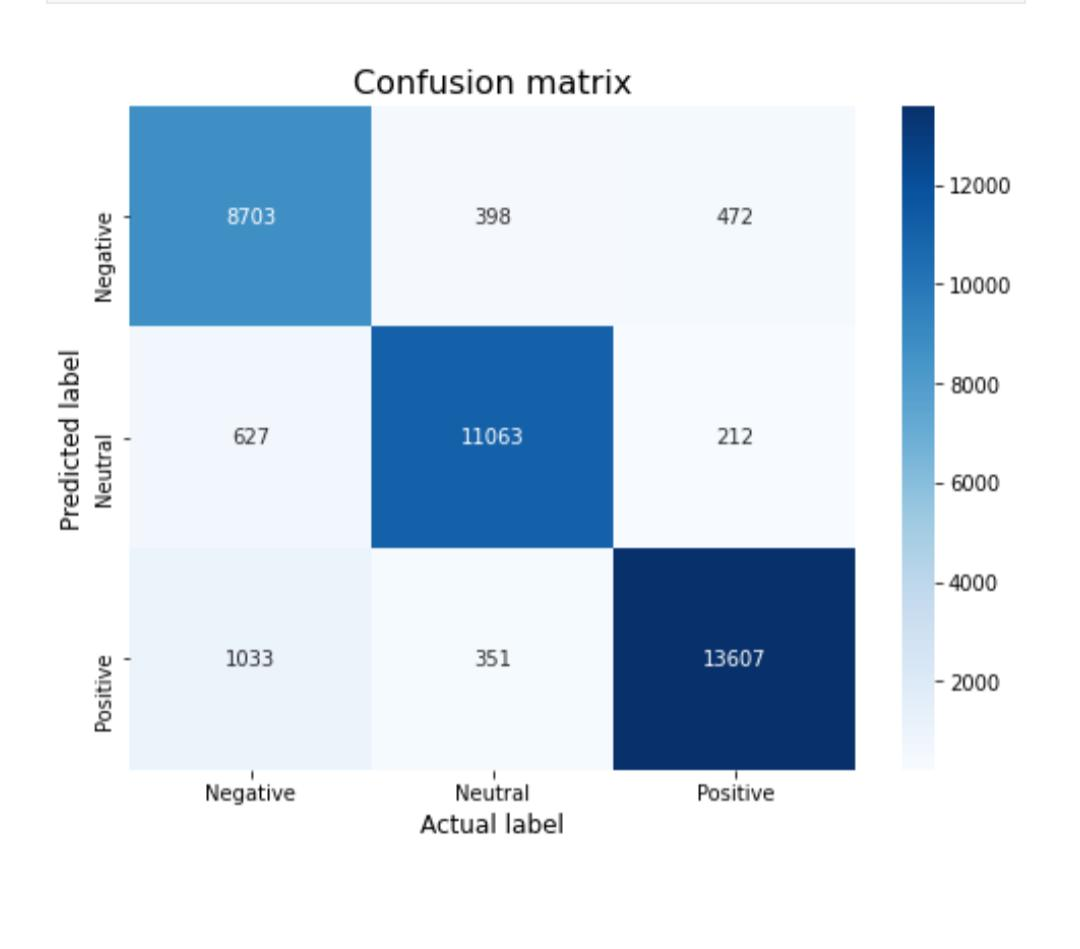 Confusion matrix
Predicted label
Negative
8703 398 472
Neutral
627 11063 212
Positive
1033 351 13607
Negative Neutral Positive
Actual label
12000
10000
8000
6000
4000
2000